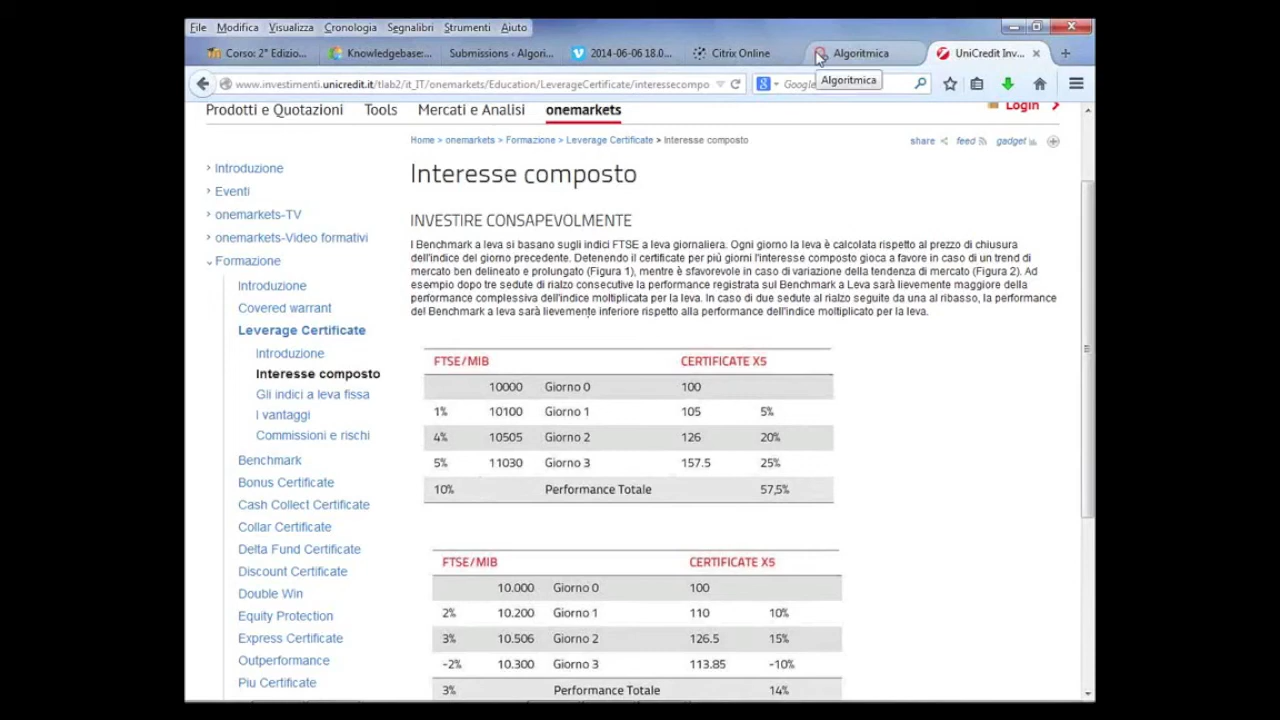 File Modifica Visualizza Cronologia Segnalibri Strumenti Aiuto
Corso: 2° Edizio... Knowledgebase:... Submissions ‹ Algori... 2014-06-06 18.0... Citrix Online Algoritmica UniCredit Inv...
www.investimenti.unicredit.it/tlab2/it_IT/onemarkets/Education/LeverageCertificate/interessecompo
Google
Algoritmica
Prodotti e Quotazioni Tools Mercati e Analisi onemarkets Login
Home > onemarkets > Formazione > Leverage Certificate > Interesse composto share feed gadget
Introduzione
Eventi
onemarkets-TV
onemarkets-Video formativi
Formazione
Introduzione
Covered warrant
Leverage Certificate
Introduzione
Interesse composto
Gli indici a leva fissa
I vantaggi
Commissioni e rischi
Benchmark
Bonus Certificate
Cash Collect Certificate
Collar Certificate
Delta Fund Certificate
Discount Certificate
Double Win
Equity Protection
Express Certificate
Outperformance
Piu Certificate
Interesse composto
INVESTIRE CONSAPEVOLMENTE
I Benchmark a leva si basano sugli indici FTSE a leva giornaliera. Ogni giorno la leva è calcolata rispetto al prezzo di chiusura
dell'indice del giorno precedente. Detenendo il certificate per più giorni l'interesse composto gioca a favore in caso di un trend di
mercato ben delineato e prolungato (Figura 1), mentre è sfavorevole in caso di variazione della tendenza di mercato (Figura 2). Ad
esempio dopo tre sedute di rialzo consecutive la performance registrata sul Benchmark a Leva sarà lievemente maggiore della
performance complessiva dell'indice moltiplicata per la leva. In caso di due sedute al rialzo seguite da una al ribasso, la performance
del Benchmark a leva sarà lievemente inferiore rispetto alla performance dell'indice moltiplicato per la leva.
FTSE/MIB CERTIFICATE X5
10000 Giorno 0 100
1% 10100 Giorno 1 105 5%
4% 10505 Giorno 2 126 20%
5% 11030 Giorno 3 157.5 25%
10% Performance Totale 57,5%
FTSE/MIB CERTIFICATE X5
10.000 Giorno 0 100
2% 10.200 Giorno 1 110 10%
3% 10.506 Giorno 2 126.5 15%
-2% 10.300 Giorno 3 113.85 -10%
3% Performance Totale 14%